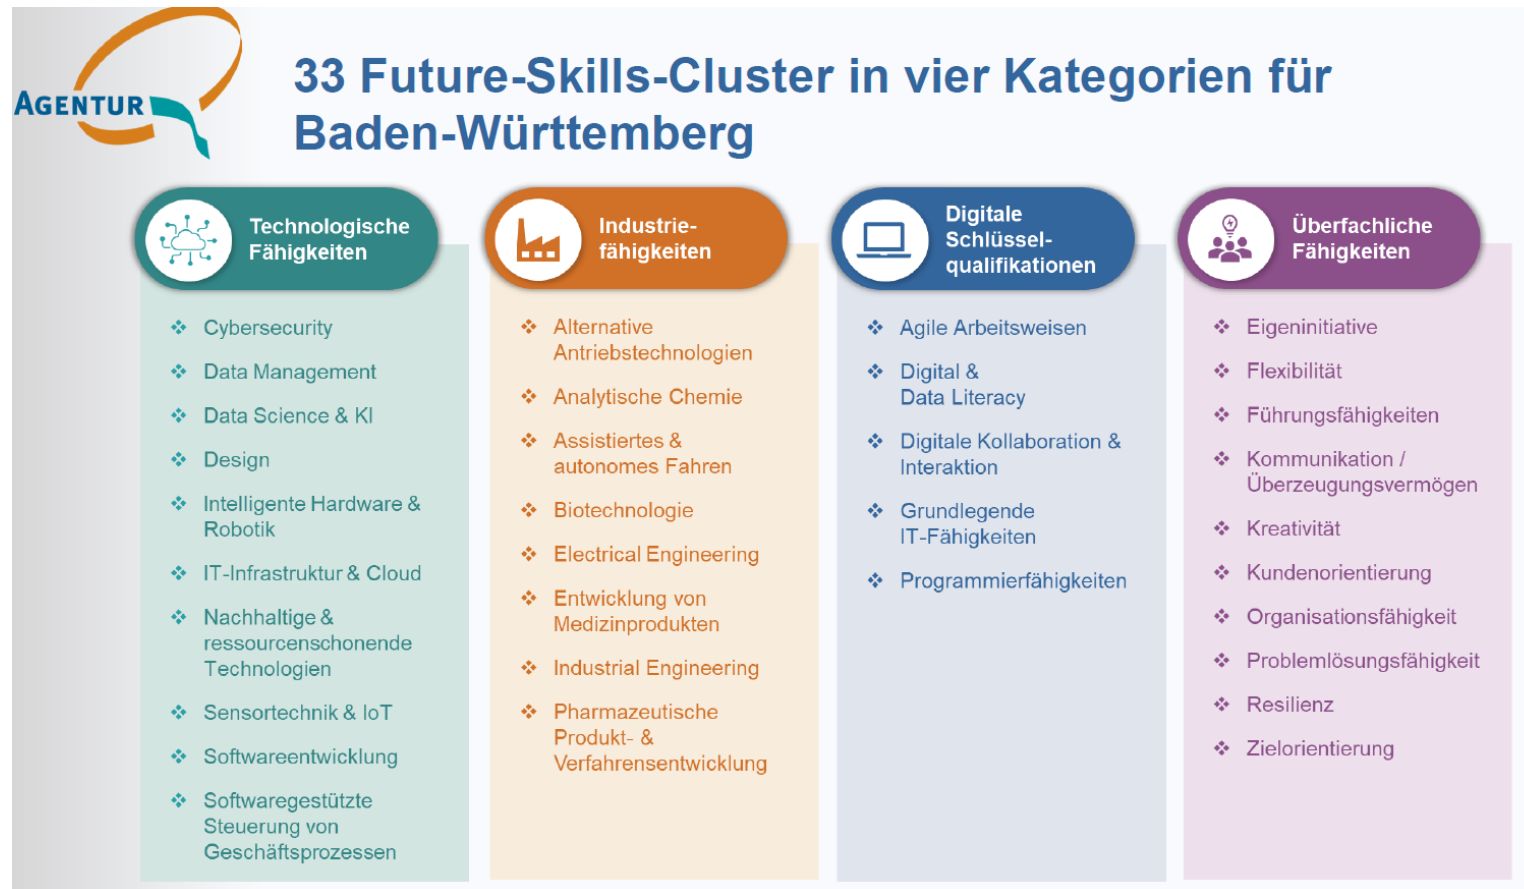 AGENTUR
33 Future-Skills-Cluster in vier Kategorien für
Baden-Württemberg
Technologische
Fähigkeiten
Cybersecurity
Data Management
Data Science & KI
Design
Intelligente Hardware &
Robotik
IT-Infrastruktur & Cloud
Nachhaltige &
ressourcenschonende
Technologien
Sensortechnik & IoT
Softwareentwicklung
Softwaregestützte
Steuerung von
Geschäftsprozessen
Industrie-
fähigkeiten
Alternative
Antriebstechnologien
Analytische Chemie
Assistiertes &
autonomes Fahren
Biotechnologie
Electrical Engineering
Entwicklung von
Medizinprodukten
Industrial Engineering
Pharmazeutische
Produkt- &
Verfahrensentwicklung
Digitale
Schlüssel-
qualifikationen
Agile Arbeitsweisen
Digital &
Data Literacy
Digitale Kollaboration &
Interaktion
Grundlegende
IT-Fähigkeiten
Programmierfähigkeiten
Überfachliche
Fähigkeiten
Eigeninitiative
Flexibilität
Führungsfähigkeiten
Kommunikation /
Überzeugungsvermögen
Kreativität
Kundenorientierung
Organisationsfähigkeit
Problemlösungsfähigkeit
Resilienz
Zielorientierung